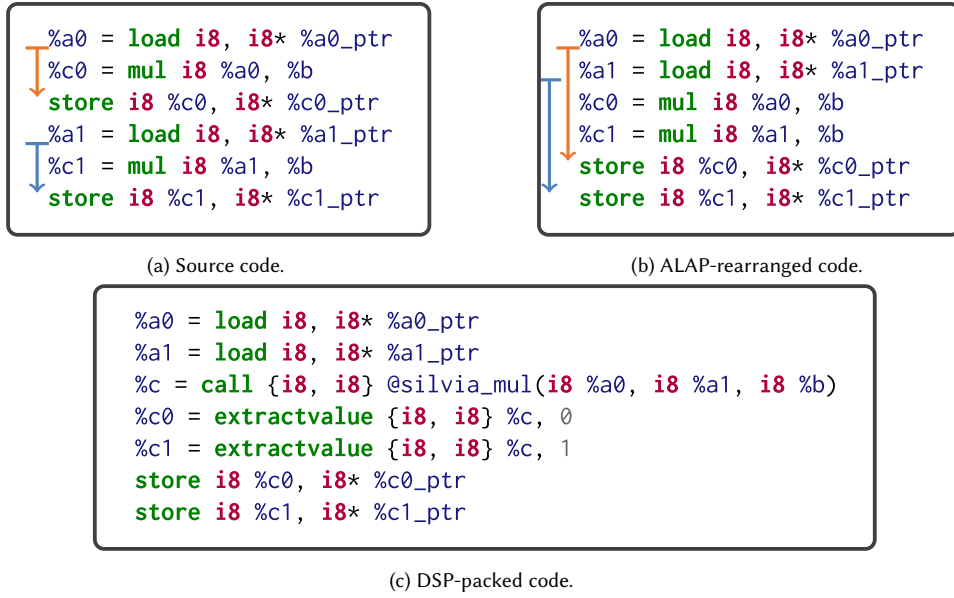 %a0 = load i8, i8* %a0_ptr
%c0 = mul i8 %a0, %b
store i8 %c0, i8* %c0_ptr
%a1 = load i8, i8* %a1_ptr
%c1 = mul i8 %a1, %b
store i8 %c1, i8* %c1_ptr
(a) Source code.
%a0 = load i8, i8* %a0_ptr
%a1 = load i8, i8* %a1_ptr
%c0 = mul i8 %a0, %b
%c1 = mul i8 %a1, %b
store i8 %c0, i8* %c0_ptr
store i8 %c1, i8* %c1_ptr
(b) ALAP-rearranged code.
%a0 = load i8, i8* %a0_ptr
%a1 = load i8, i8* %a1_ptr
%c = call {i8, i8} @silvia_mul(i8 %a0, i8 %a1, i8 %b)
%c0 = extractvalue {i8, i8} %c, 0
%c1 = extractvalue {i8, i8} %c, 1
store i8 %c0, i8* %c0_ptr
store i8 %c1, i8* %c1_ptr
(c) DSP-packed code.